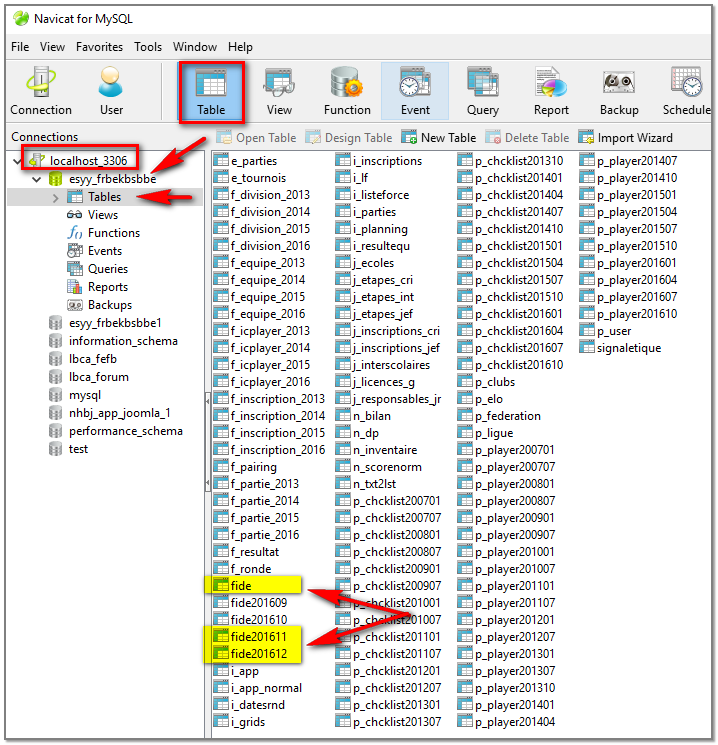 Navicat for MySQL
File View Favorites Tools Window Help
Connection User Table View Function Event Query Report Backup Schedule
Connections
Open Table Design Table New Table Delete Table Import Wizard
localhost_3306
esyy_frbekbsbbe
Tables
Views
Functions
Events
Queries
Reports
Backups
esyy_frbekbsbbe1
information_schema
lbca_fefb
lbca_forum
mysql
nhbj_app_joomla_1
performance_schema
test
e_parties
e_tournois
f_division_2013
f_division_2014
f_division_2015
f_division_2016
f_equipe_2013
f_equipe_2014
f_equipe_2015
f_equipe_2016
f_icplayer_2013
f_icplayer_2014
f_icplayer_2015
f_icplayer_2016
f_inscription_2013
f_inscription_2014
f_inscription_2015
f_inscription_2016
f_pairing
f_partie_2013
f_partie_2014
f_partie_2015
f_partie_2016
f_resultat
f_ronde
fide
fide201609
fide201610
fide201611
fide201612
i_app
i_app_normal
i_datesrnd
i_grids
i_inscriptions
i_lf
i_listeforce
i_parties
i_planning
i_resultequ
j_ecoles
j_etapes_cri
j_etapes_int
j_etapes_jef
j_inscriptions_cri
j_inscriptions_jef
j_interscolaires
j_licences_g
j_responsables_jr
n_bilan
n_dp
n_inventaire
n_scorenorm
n_txt2lst
p_chcklist200701
p_chcklist200707
p_chcklist200801
p_chcklist200807
p_chcklist200901
p_chcklist200907
p_chcklist201001
p_chcklist201007
p_chcklist201101
p_chcklist201107
p_chcklist201201
p_chcklist201207
p_chcklist201301
p_chcklist201307
p_chcklist201310
p_chcklist201401
p_chcklist201404
p_chcklist201407
p_chcklist201410
p_chcklist201501
p_chcklist201504
p_chcklist201507
p_chcklist201510
p_chcklist201601
p_chcklist201604
p_chcklist201607
p_chcklist201610
p_clubs
p_elo
p_federation
p_ligue
p_player200701
p_player200707
p_player200801
p_player200807
p_player200901
p_player200907
p_player201001
p_player201007
p_player201101
p_player201107
p_player201201
p_player201207
p_player201301
p_player201307
p_player201310
p_player201401
p_player201404
p_player201407
p_player201410
p_player201501
p_player201504
p_player201507
p_player201510
p_player201601
p_player201604
p_player201607
p_player201610
p_user
signaletique